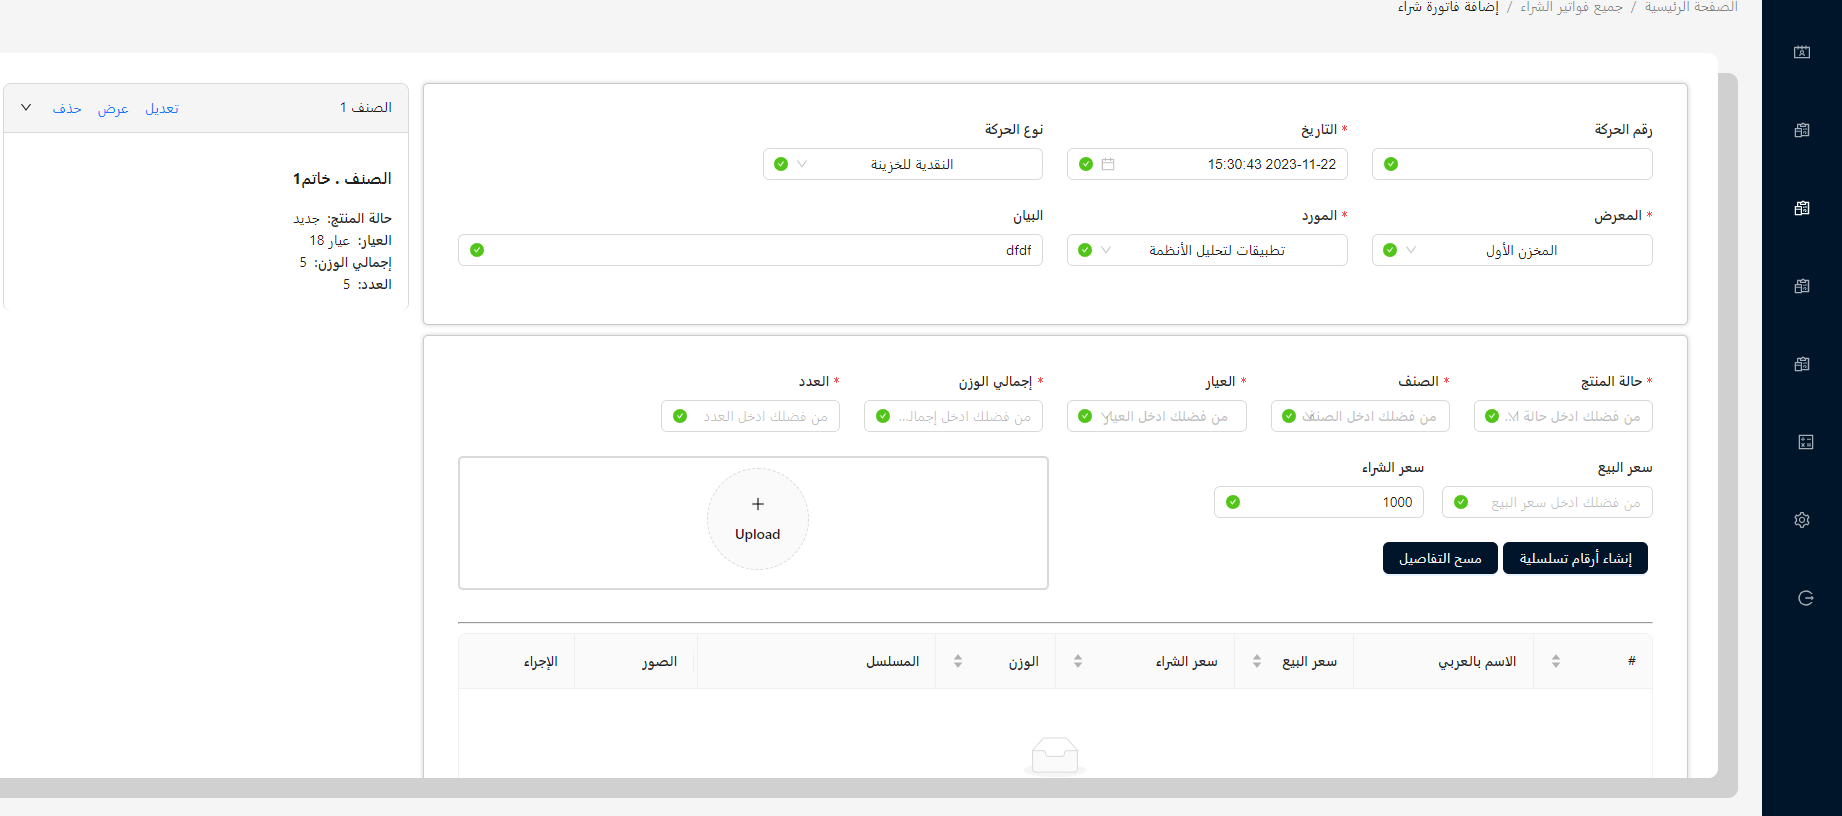 الصفحة الرئيسية / جميع فواتير الشراء / إضافة فاتورة شراء
رقم الحركة
* التاريخ
نوع الحركة
2023-11-22 15:30:43
النقدية للخزينة
* المعرض
* المورد
البيان
المخزن الأول
تطبيقات لتحليل الأنظمة
dfdf
* حالة المنتج
* الصنف
* العيار
* إجمالي الوزن
* العدد
من فضلك ادخل حالة ا...
من فضلك ادخل الصنف
من فضلك ادخل العيار
من فضلك ادخل إجمالـ...
من فضلك ادخل العدد
سعر البيع
سعر الشراء
من فضلك ادخل سعر البيع
1000
+
Upload
إنشاء أرقام تسلسلية
مسح التفاصيل
#
الاسم بالعربي
سعر البيع
سعر الشراء
الوزن
المسلسل
الصور
الإجراء
الصنف 1
تعديل
عرض
حذف
الصنف . خاتم1
حالة المنتج: جديد
العيار: عيار 18
إجمالي الوزن: 5
العدد: 5